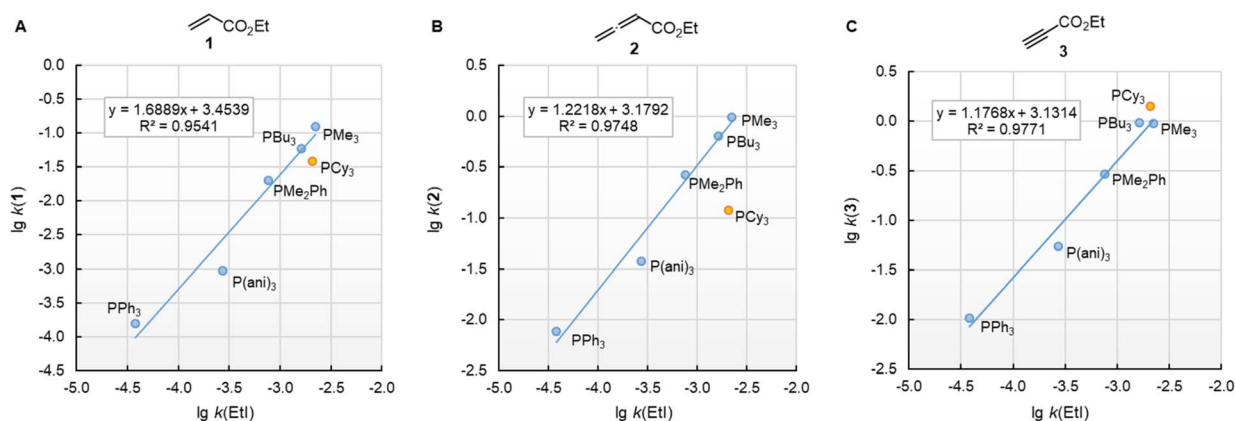 A
CO₂Et
1
y = 1.6889x + 3.4539
R² = 0.9541
PBu₃
PMe₃
PCy₃
PMe₂Ph
P(ani)₃
PPh₃
0.0
-0.5
-1.0
-1.5
-2.0
-2.5
-3.0
-3.5
-4.0
-4.5
lg k(1)
-5.0 -4.5 -4.0 -3.5 -3.0 -2.5 -2.0
lg k(EtI)
B
CO₂Et
2
y = 1.2218x + 3.1792
R² = 0.9748
PMe₃
PBu₃
PMe₂Ph
PCy₃
P(ani)₃
PPh₃
0.5
0.0
-0.5
-1.0
-1.5
-2.0
-2.5
lg k(2)
-5.0 -4.5 -4.0 -3.5 -3.0 -2.5 -2.0
lg k(EtI)
C
CO₂Et
3
y = 1.1768x + 3.1314
R² = 0.9771
PCy₃
PBu₃
PMe₃
PMe₂Ph
P(ani)₃
PPh₃
0.5
0.0
-0.5
-1.0
-1.5
-2.0
-2.5
lg k(3)
-5.0 -4.5 -4.0 -3.5 -3.0 -2.5 -2.0
lg k(EtI)